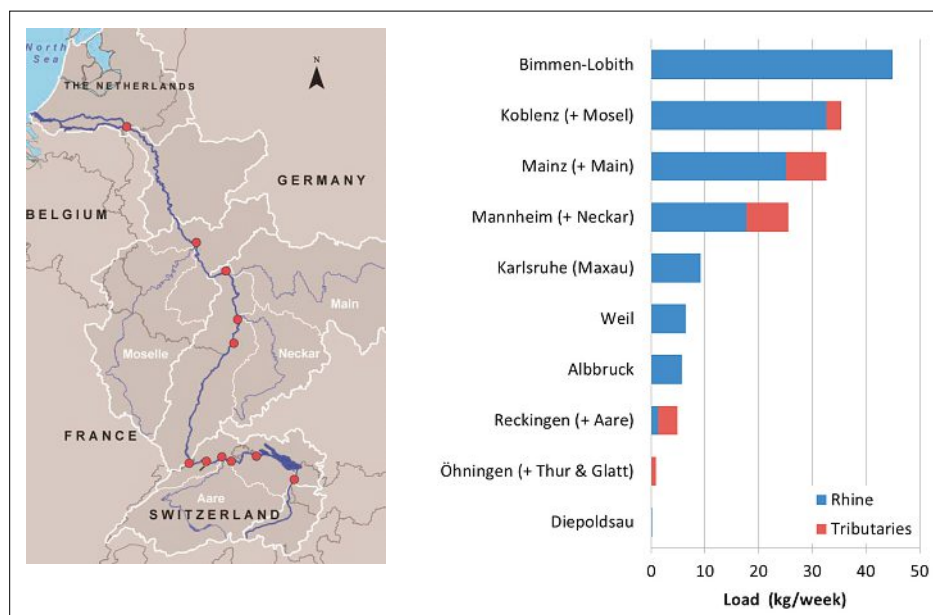 North
Sea
THE NETHERLANDS
N
GERMANY
BELGIUM
Main
Moselle
Neckar
FRANCE
Aare
SWITZERLAND
Bimmen-Lobith
Koblenz (+ Mosel)
Mainz (+ Main)
Mannheim (+ Neckar)
Karlsruhe (Maxau)
Weil
Albbruck
Reckingen (+ Aare)
Öhningen (+ Thur & Glatt)
Diepoldsau
Rhine
Tributaries
0 10 20 30 40 50
Load (kg/week)